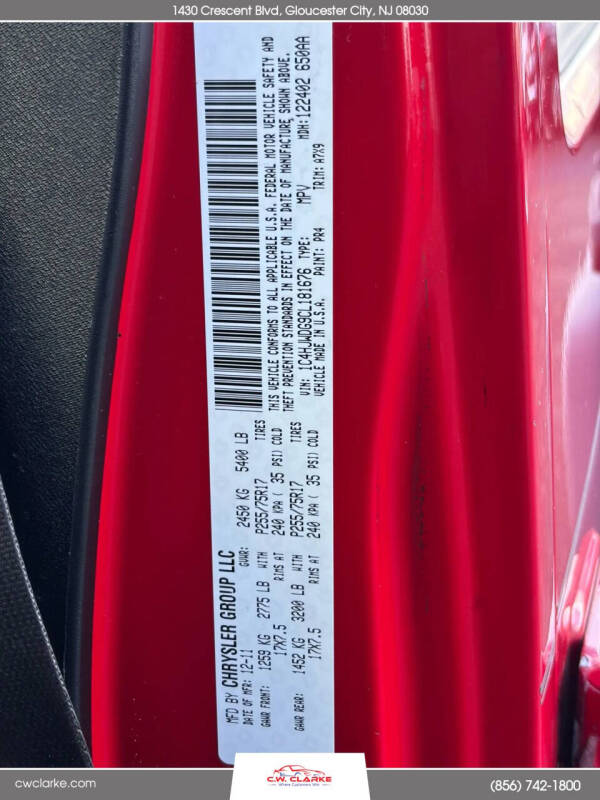 1430 Crescent Blvd, Gloucester City, NJ 08030
MFD BY CHRYSLER GROUP LLC
DATE OF MFR: 12-11 GVWR: 2450 KG 5400 LB
GAWR FRONT: 1259 KG 2775 LB WITH P255/75R17 TIRES
17X7.5 RIMS AT 240 KPA ( 35 PSI) COLD
GAWR REAR: 1452 KG 3200 LB WITH P255/75R17 TIRES
17X7.5 RIMS AT 240 KPA ( 35 PSI) COLD
THIS VEHICLE CONFORMS TO ALL APPLICABLE U.S.A. FEDERAL MOTOR VEHICLE SAFETY AND
THEFT PREVENTION STANDARDS IN EFFECT ON THE DATE OF MANUFACTURE SHOWN ABOVE.
VIN: 1C4HJWDG9CL181676 TYPE: MPV MDH: 122402 650AA
VEHICLE MADE IN U.S.A. PAINT: PR4 TRIM: A7X9
cwclarke.com
C.W. CLARKE
Where Customers Win
(856) 742-1800